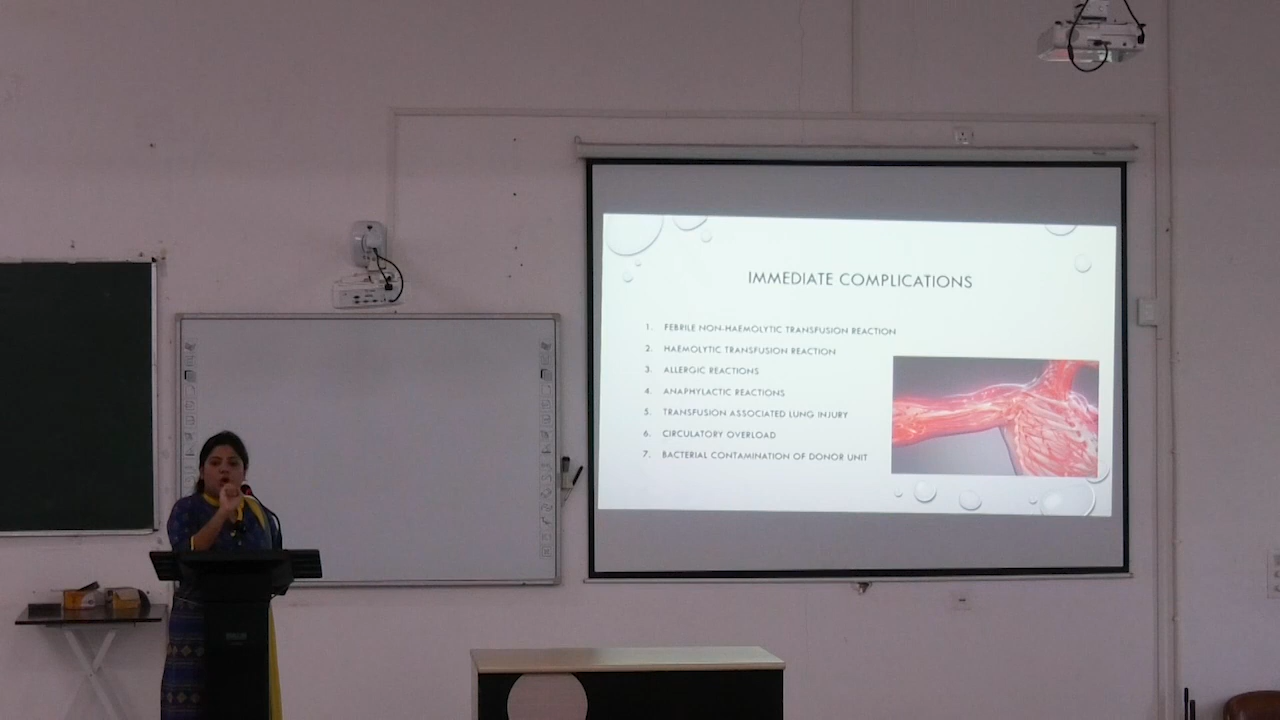 IMMEDIATE COMPLICATIONS
1. FEBRILE NON-HAEMOLYTIC TRANSFUSION REACTION
2. HAEMOLYTIC TRANSFUSION REACTION
3. ALLERGIC REACTIONS
4. ANAPHYLACTIC REACTIONS
5. TRANSFUSION ASSOCIATED LUNG INJURY
6. CIRCULATORY OVERLOAD
7. BACTERIAL CONTAMINATION OF DONOR UNIT